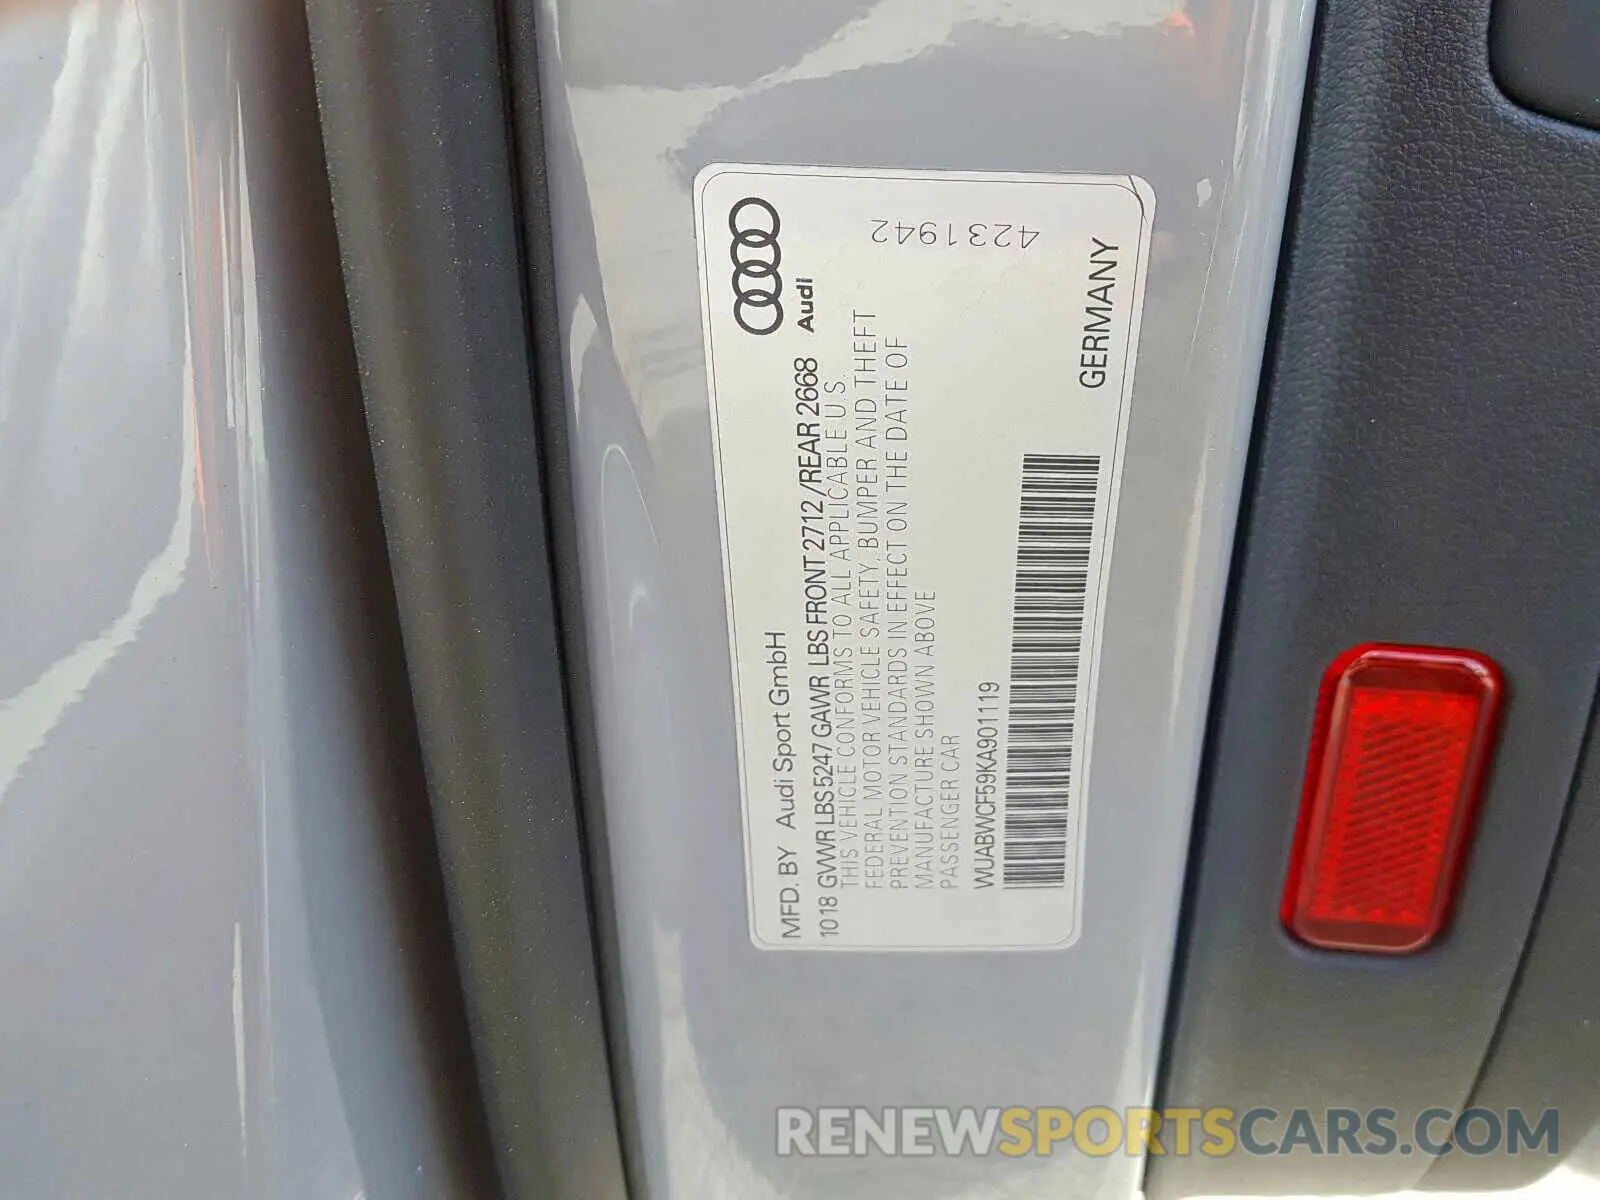 Audi
MFD. BY Audi Sport GmbH
1018 GVWR LBS 5247 GAWR LBS FRONT 2712/REAR 2668
THIS VEHICLE CONFORMS TO ALL APPLICABLE U.S.
FEDERAL MOTOR VEHICLE SAFETY, BUMPER AND THEFT
PREVENTION STANDARDS IN EFFECT ON THE DATE OF
MANUFACTURE SHOWN ABOVE
PASSENGER CAR
WUABWCF59KA901119
GERMANY
4231942
RENEWSPORTSCARS.COM